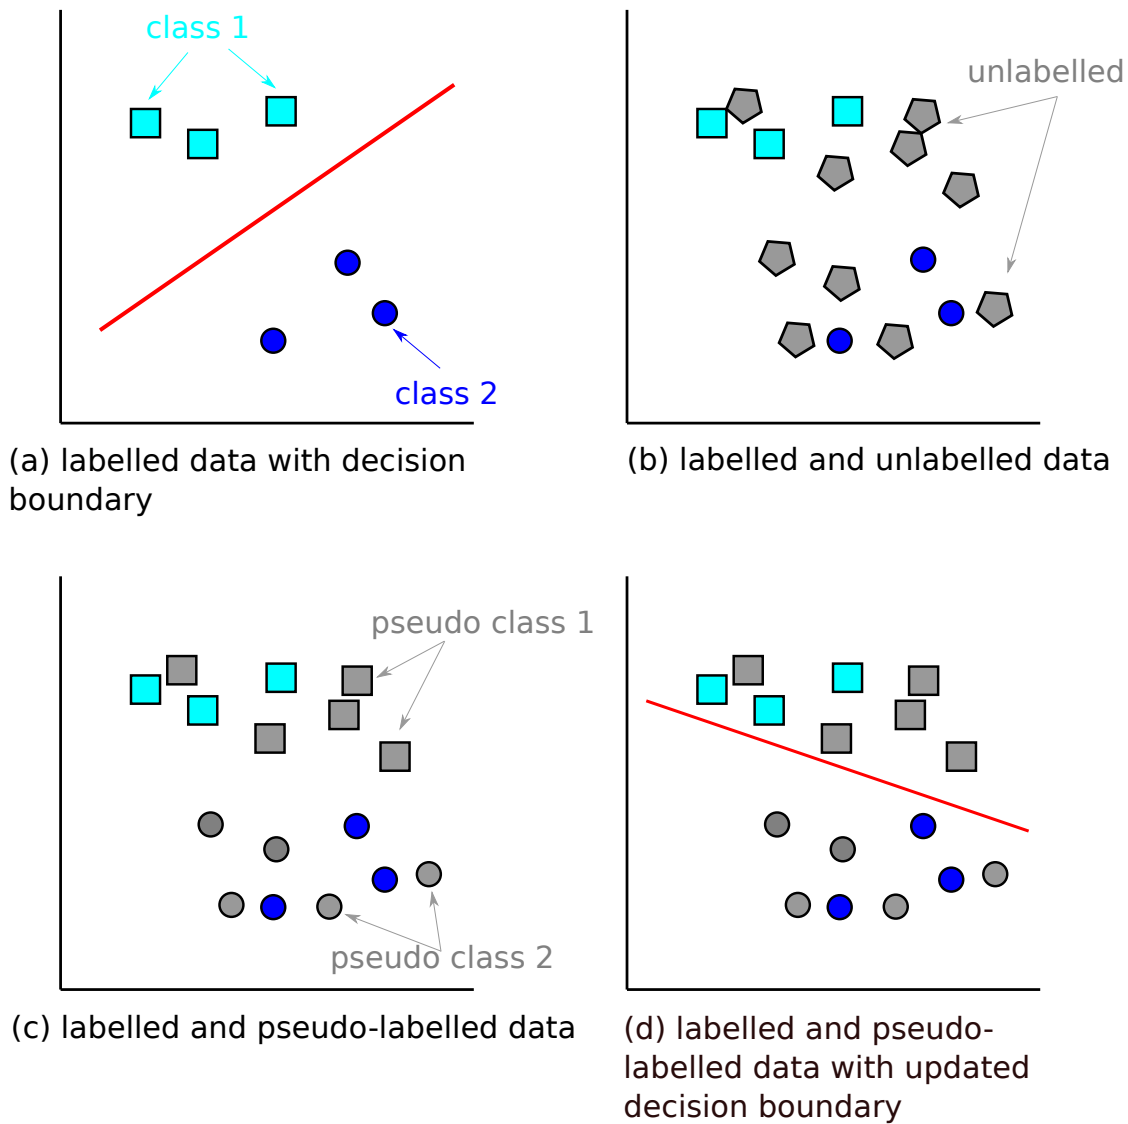 class 1
class 2
(a) labelled data with decision
boundary
unlabelled
(b) labelled and unlabelled data
pseudo class 1
pseudo class 2
(c) labelled and pseudo-labelled data
(d) labelled and pseudo-
labelled data with updated
decision boundary